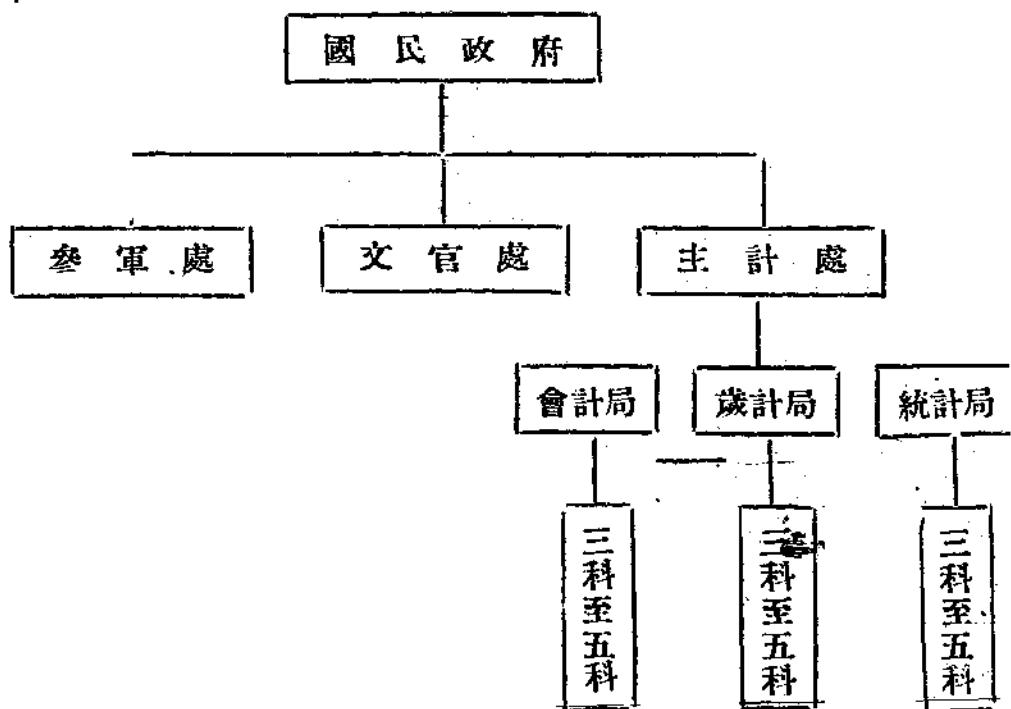 國民政府
參軍處
文官處
主計處
會計局
歲計局
統計局
三科至五科
三科至五科
三科至五科